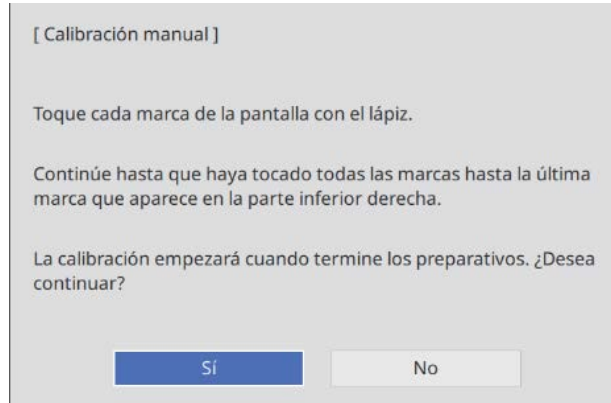 [ Calibración manual ]
Toque cada marca de la pantalla con el lápiz.
Continúe hasta que haya tocado todas las marcas hasta la última
marca que aparece en la parte inferior derecha.
La calibración empezará cuando termine los preparativos. ¿Desea
continuar?
Sí
No